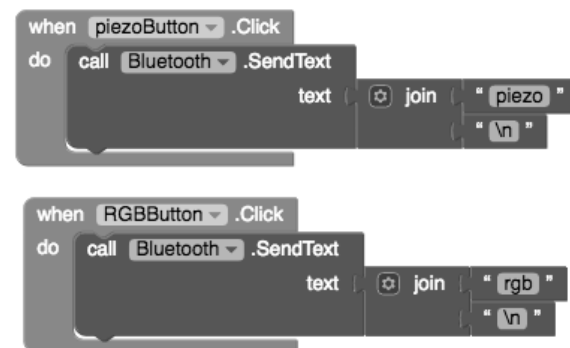 when piezoButton .Click
do call Bluetooth .SendText
text join " piezo "
" \n "
when RGBButton .Click
do call Bluetooth .SendText
text join " rgb "
" \n "